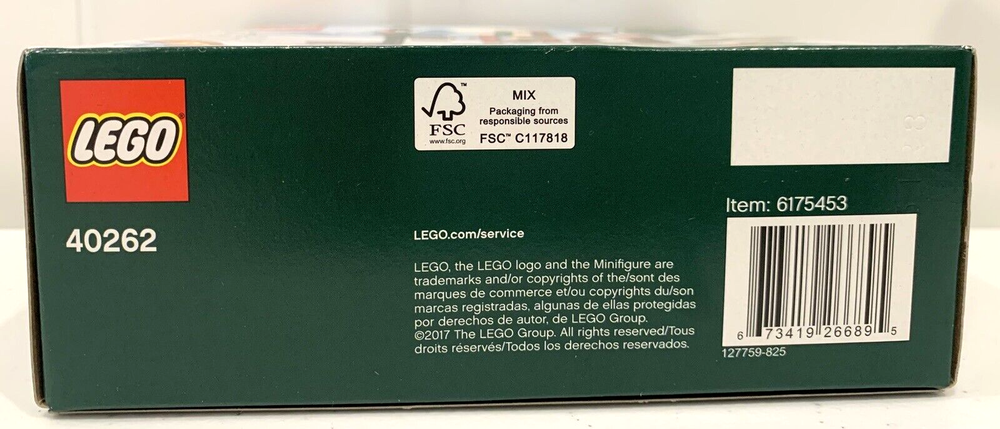 LEGO®
40262
FSC™
www.fsc.org
MIX
Packaging from
responsible sources
FSC™ C117818
LEGO.com/service
LEGO, the LEGO logo and the Minifigure are
trademarks and/or copyrights of the/sont des
marques de commerce et/ou copyrights du/son
marcas registradas, algunas de ellas protegidas
por derechos de autor, de LEGO Group.
©2017 The LEGO Group. All rights reserved/Tous
droits réservés/Todos los derechos reservados.
Item: 6175453
6 73419 26689 5
127759-825